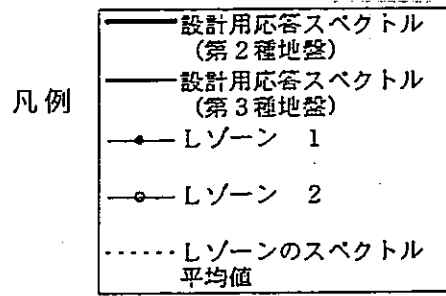 凡例
設計用応答スペクトル
(第2種地盤)
設計用応答スペクトル
(第3種地盤)
Lゾーン 1
Lゾーン 2
Lゾーンのスペクトル
平均値